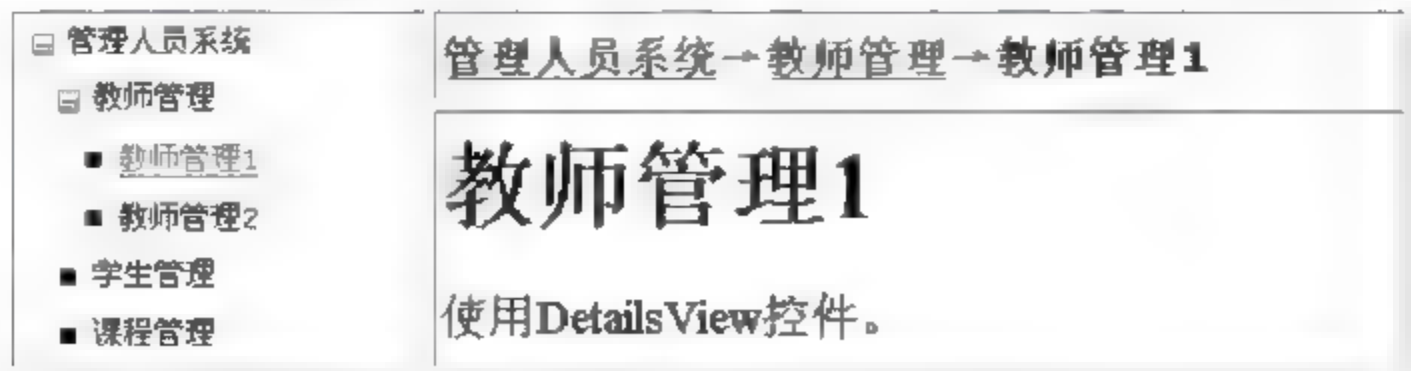 管理人员系统
教师管理
教师管理1
教师管理2
学生管理
课程管理
管理人员系统→教师管理→教师管理1
教师管理1
使用DetailsView控件。